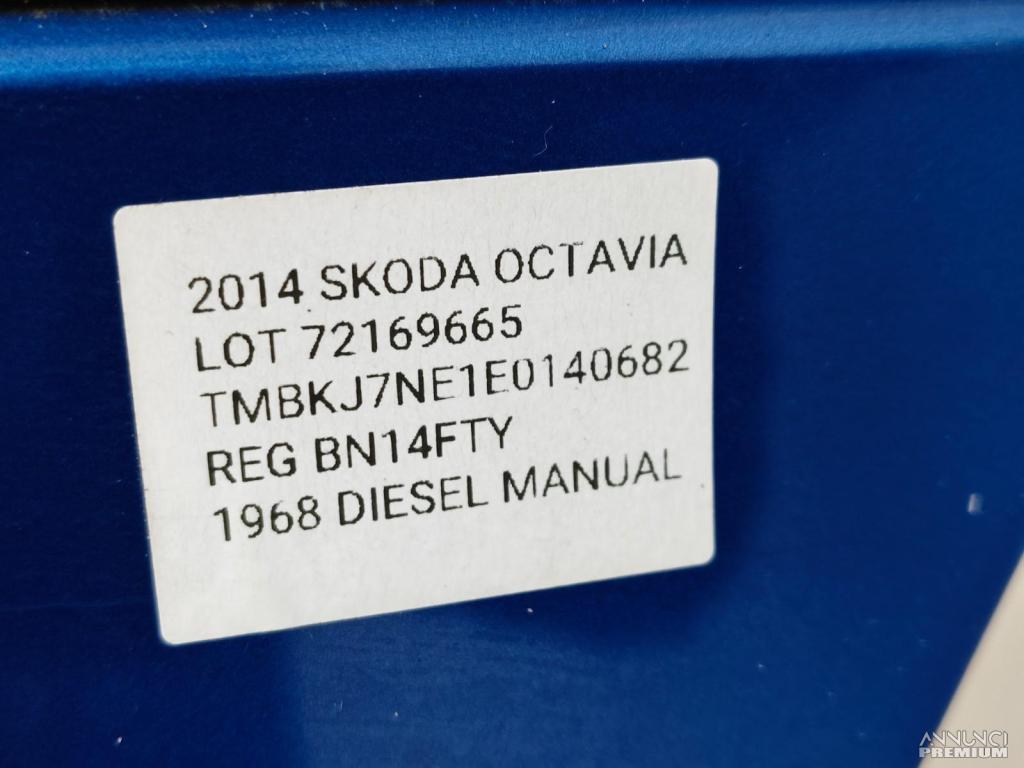 2014 SKODA OCTAVIA
LOT 72169665
TMBKJ7NE1E0140682
REG BN14FTY
1968 DIESEL MANUAL
ANNUNCI
PREMIUM